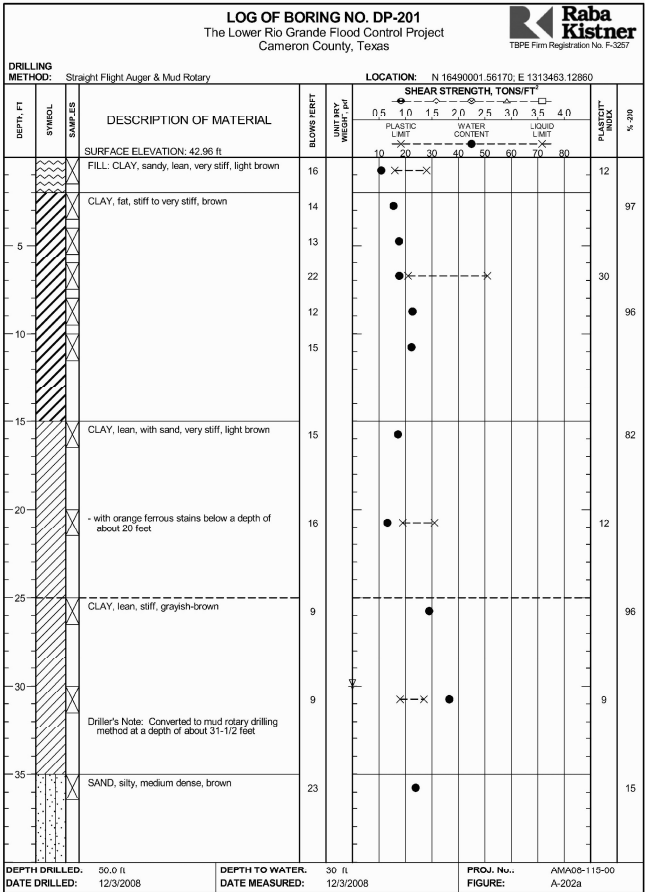 LOG OF BORING NO. DP-201
The Lower Rio Grande Flood Control Project
Cameron County, Texas
Raba
Kistner
TBPE Firm Registration No. F-3257
DRILLING
METHOD: Straight Flight Auger & Mud Rotary
LOCATION: N 16490001.56170; E 1313463.12860
DEPTH, FT
SYMBOL
SAMPLES
DESCRIPTION OF MATERIAL
SURFACE ELEVATION: 42.96 ft
BLOWS PER FT
UNIT DRY
WEIGHT, pcf
SHEAR STRENGTH, TONS/FT²
0.5 1.0 1.5 2.0 2.5 3.0 3.5 4.0
PLASTIC
LIMIT
WATER
CONTENT
LIQUID
LIMIT
10 20 30 40 50 60 70 80
PLASTICITY
INDEX
% -200
FILL: CLAY, sandy, lean, very stiff, light brown
16
12
CLAY, fat, stiff to very stiff, brown
14
97
5
13
22
30
12
96
10
15
15
CLAY, lean, with sand, very stiff, light brown
15
82
20
- with orange ferrous stains below a depth of
about 20 feet
16
12
25
CLAY, lean, stiff, grayish-brown
9
96
30
9
9
Driller's Note: Converted to mud rotary drilling
method at a depth of about 31-1/2 feet
35
SAND, silty, medium dense, brown
23
15
DEPTH DRILLED: 50.0 ft
DEPTH TO WATER: 30 ft
PROJ. No.: AMA08-115-00
DATE DRILLED: 12/3/2008
DATE MEASURED: 12/3/2008
FIGURE: A-202a